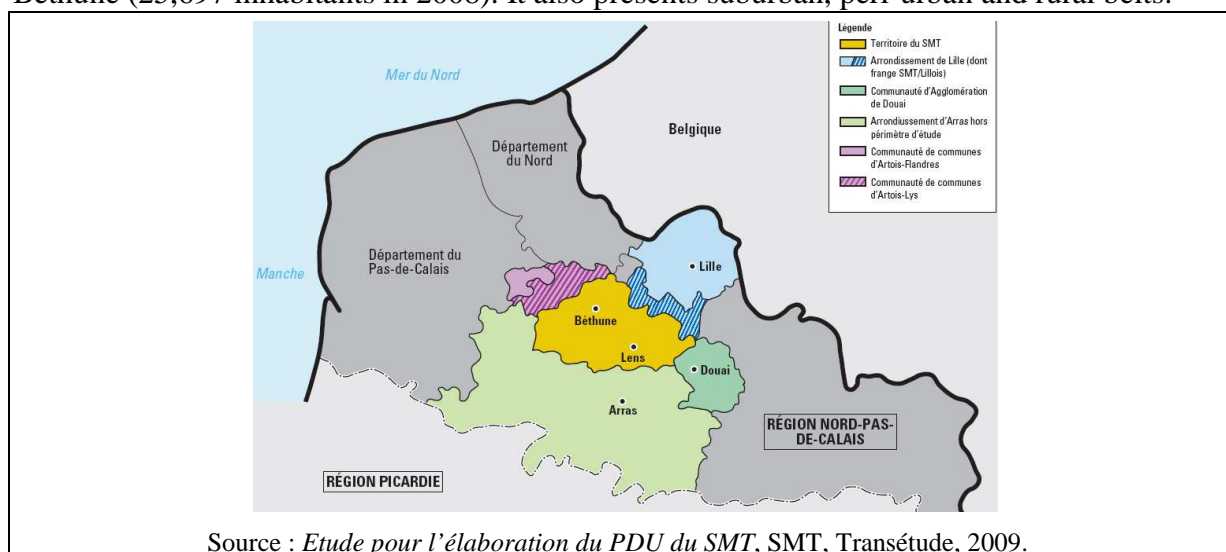 Béthune (25,697 inhabitants in 2008). It also presents suburban, peri-urban and rural belts.
Légende
Territoire du SMT
Arrondissement de Lille (dont
frange SMT/Lillois)
Communauté d'Agglomération
de Douai
Arrondiussement d'Arras hors
périmètre d'étude
Communauté de communes
d'Artois-Flandres
Communauté de communes
d'Artois-Lys
Mer du Nord
Belgique
Département
du Nord
Département du
Pas-de-Calais
Manche
Lille
Béthune
Lens
Douai
Arras
RÉGION NORD-PAS-
DE-CALAIS
RÉGION PICARDIE
Source : Etude pour l'élaboration du PDU du SMT, SMT, Transétude, 2009.